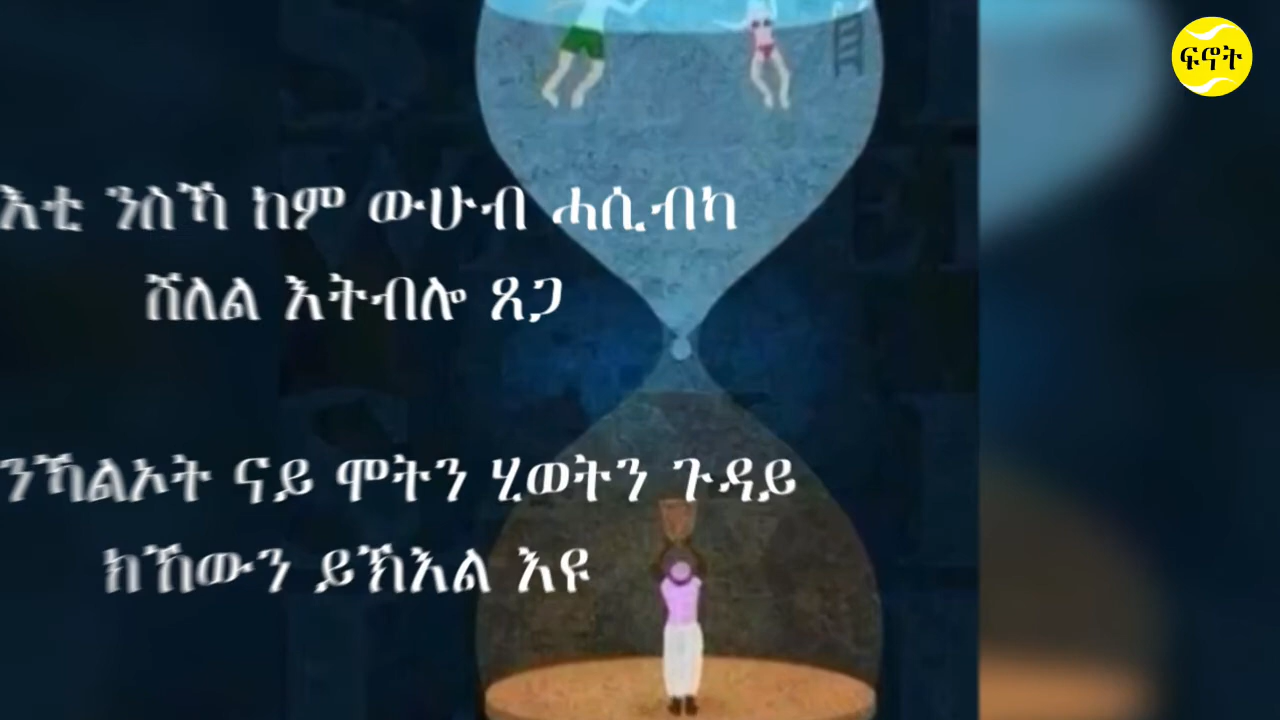 ፍኖት
እቲ ንስኻ ከም ውሁብ ሓሲብካ
ሸለል እትብሎ ጸጋ
ንኻልኦት ናይ ሞትን ሂወትን ጉዳይ
ክኸውን ይኽእል እዩ